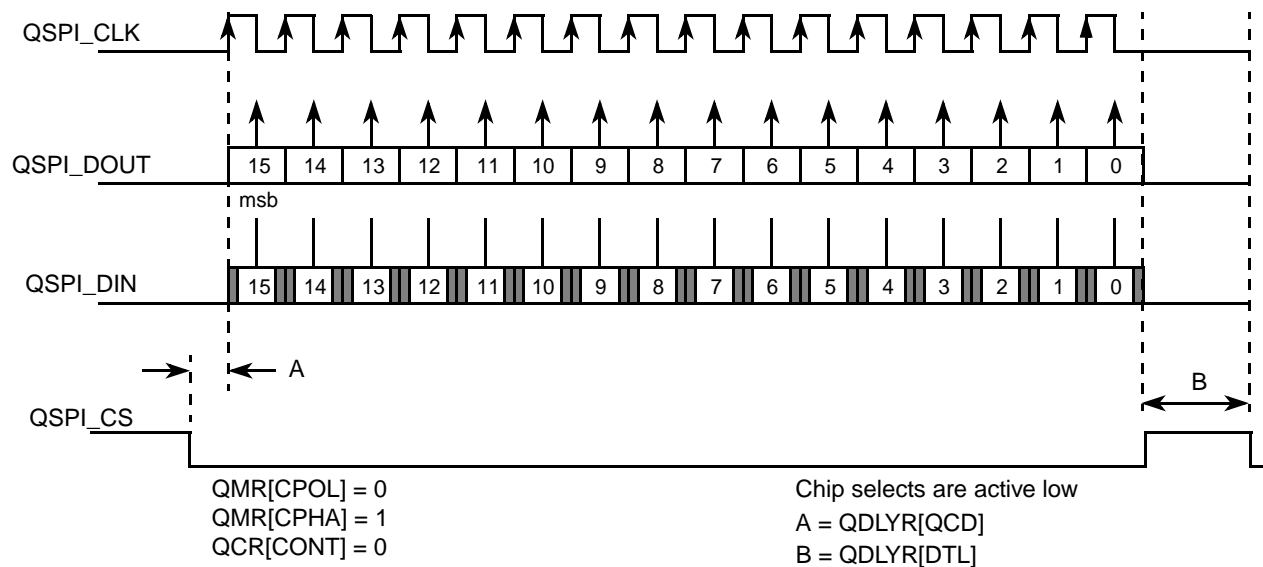 QSPI_CLK
QSPI_DOUT
15 14 13 12 11 10 9 8 7 6 5 4 3 2 1 0
msb
QSPI_DIN
15 14 13 12 11 10 9 8 7 6 5 4 3 2 1 0
A
B
QSPI_CS
QMR[CPOL] = 0
QMR[CPHA] = 1
QCR[CONT] = 0
Chip selects are active low
A = QDLYR[QCD]
B = QDLYR[DTL]